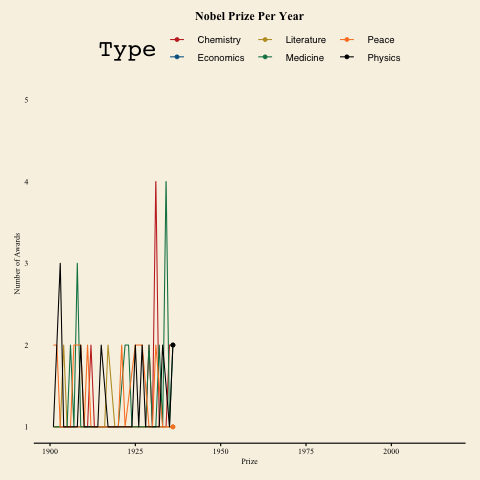 Nobel Prize Per Year
Type
Chemistry
Literature
Peace
Economics
Medicine
Physics
5
4
3
2
1
Number of Awards
1900
1925
1950
1975
2000
Prize